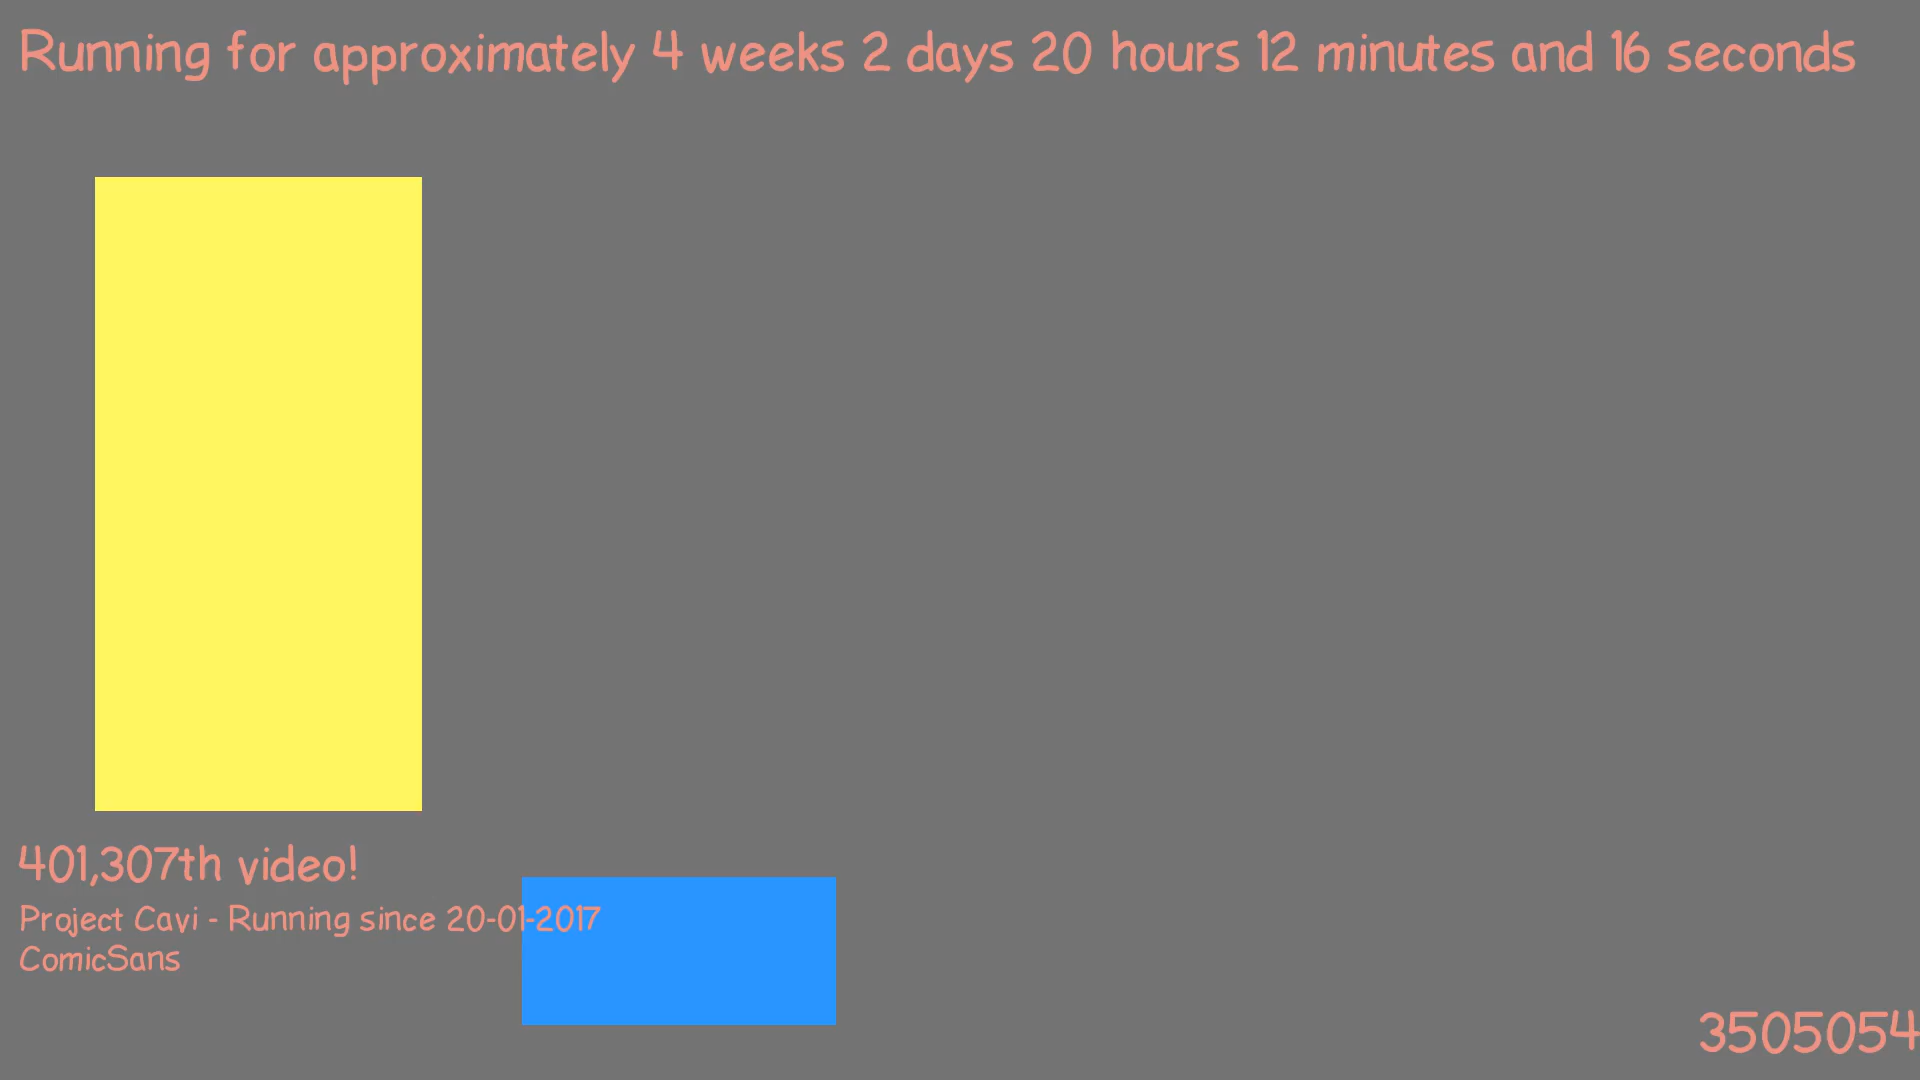 Running for approximately 4 weeks 2 days 20 hours 12 minutes and 16 seconds
401,307th video!
Project Cavi - Running since 20-01-2017
ComicSans
3505054